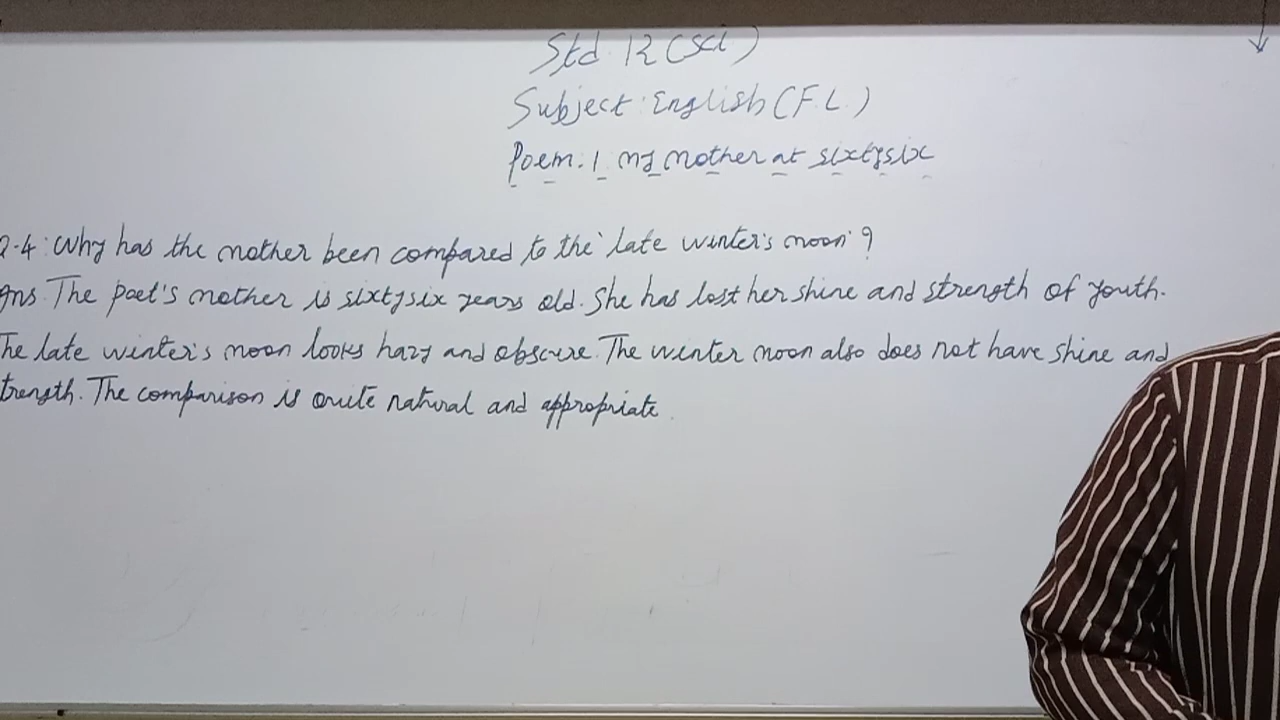 Std. 12 (Sci)
Subject: English (F.L.)
Poem: 1 My Mother at sixtysix
Q-4: Why has the mother been compared to the 'late winter's moon'?
Ans. The poet's mother is sixtysix years old. She has lost her shine and strength of youth.
The late winter's moon looks hazy and obscure. The winter moon also does not have shine and
strength. The comparison is quite natural and appropriate.